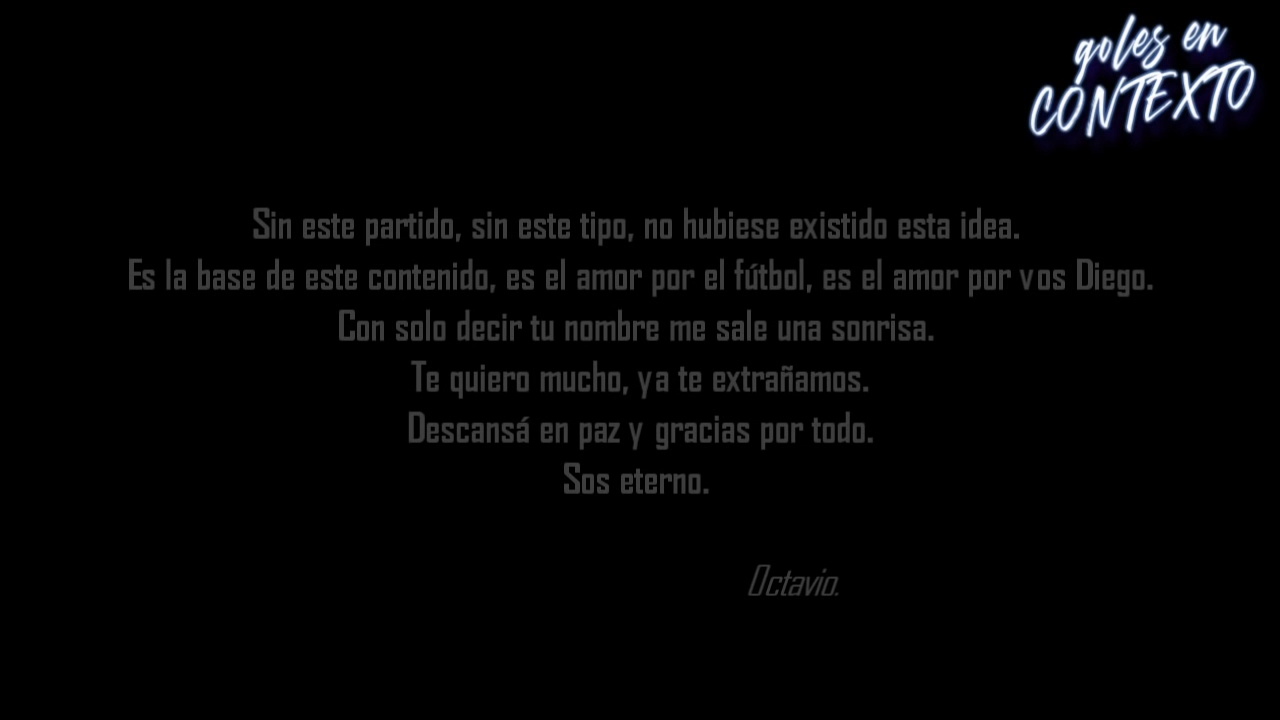 goles en
CONTEXTO
Sin este partido, sin este tipo, no hubiese existido esta idea.
Es la base de este contenido, es el amor por el fútbol, es el amor por vos Diego.
Con solo decir tu nombre me sale una sonrisa.
Te quiero mucho, ya te extrañamos.
Descansá en paz y gracias por todo.
Sos eterno.
Octavio.